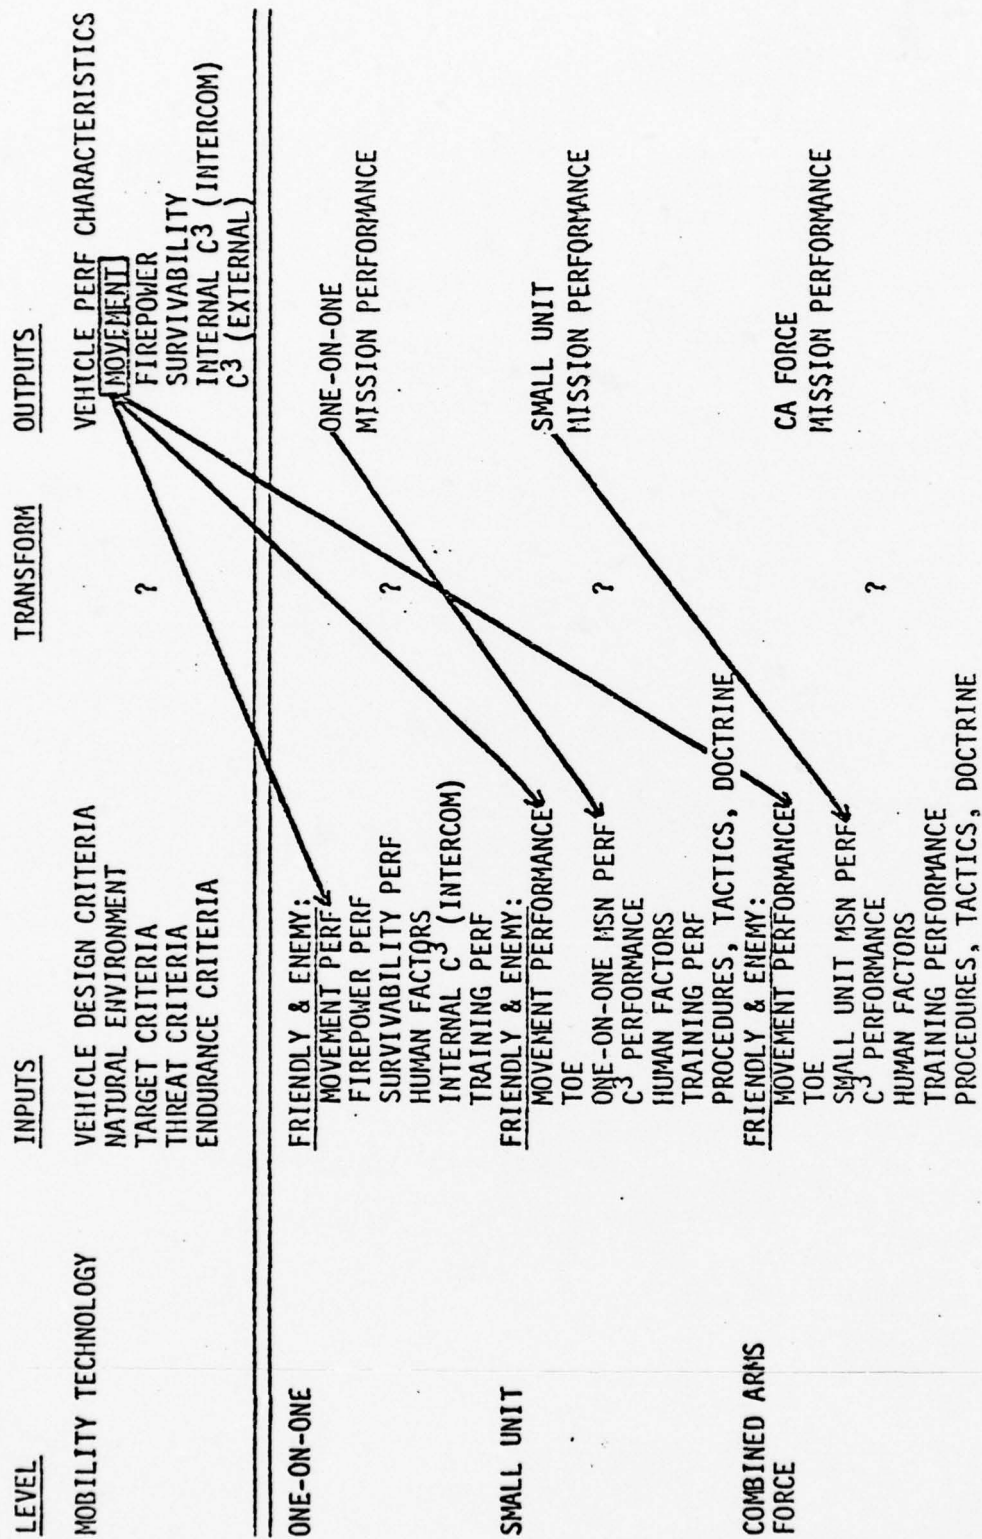 LEVEL
INPUTS
TRANSFORM
OUTPUTS
MOBILITY TECHNOLOGY
VEHICLE DESIGN CRITERIA
NATURAL ENVIRONMENT
TARGET CRITERIA
THREAT CRITERIA
ENDURANCE CRITERIA
?
VEHICLE PERF CHARACTERISTICS
MOVEMENT
FIREPOWER
SURVIVABILITY
INTERNAL C³ (INTERCOM)
C³ (EXTERNAL)
ONE-ON-ONE
FRIENDLY & ENEMY:
MOVEMENT PERF
FIREPOWER PERF
SURVIVABILITY PERF
HUMAN FACTORS
INTERNAL C³ (INTERCOM)
TRAINING PERF
?
ONE-ON-ONE
MISSION PERFORMANCE
SMALL UNIT
FRIENDLY & ENEMY:
MOVEMENT PERFORMANCE
TOE
ONE-ON-ONE MSN PERF
C³ PERFORMANCE
HUMAN FACTORS
TRAINING PERF
PROCEDURES, TACTICS, DOCTRINE
?
SMALL UNIT
MISSION PERFORMANCE
COMBINED ARMS
FORCE
FRIENDLY & ENEMY:
MOVEMENT PERFORMANCE
TOE
SMALL UNIT MSN PERF
C³ PERFORMANCE
HUMAN FACTORS
TRAINING PERFORMANCE
PROCEDURES, TACTICS, DOCTRINE
?
CA FORCE
MISSION PERFORMANCE